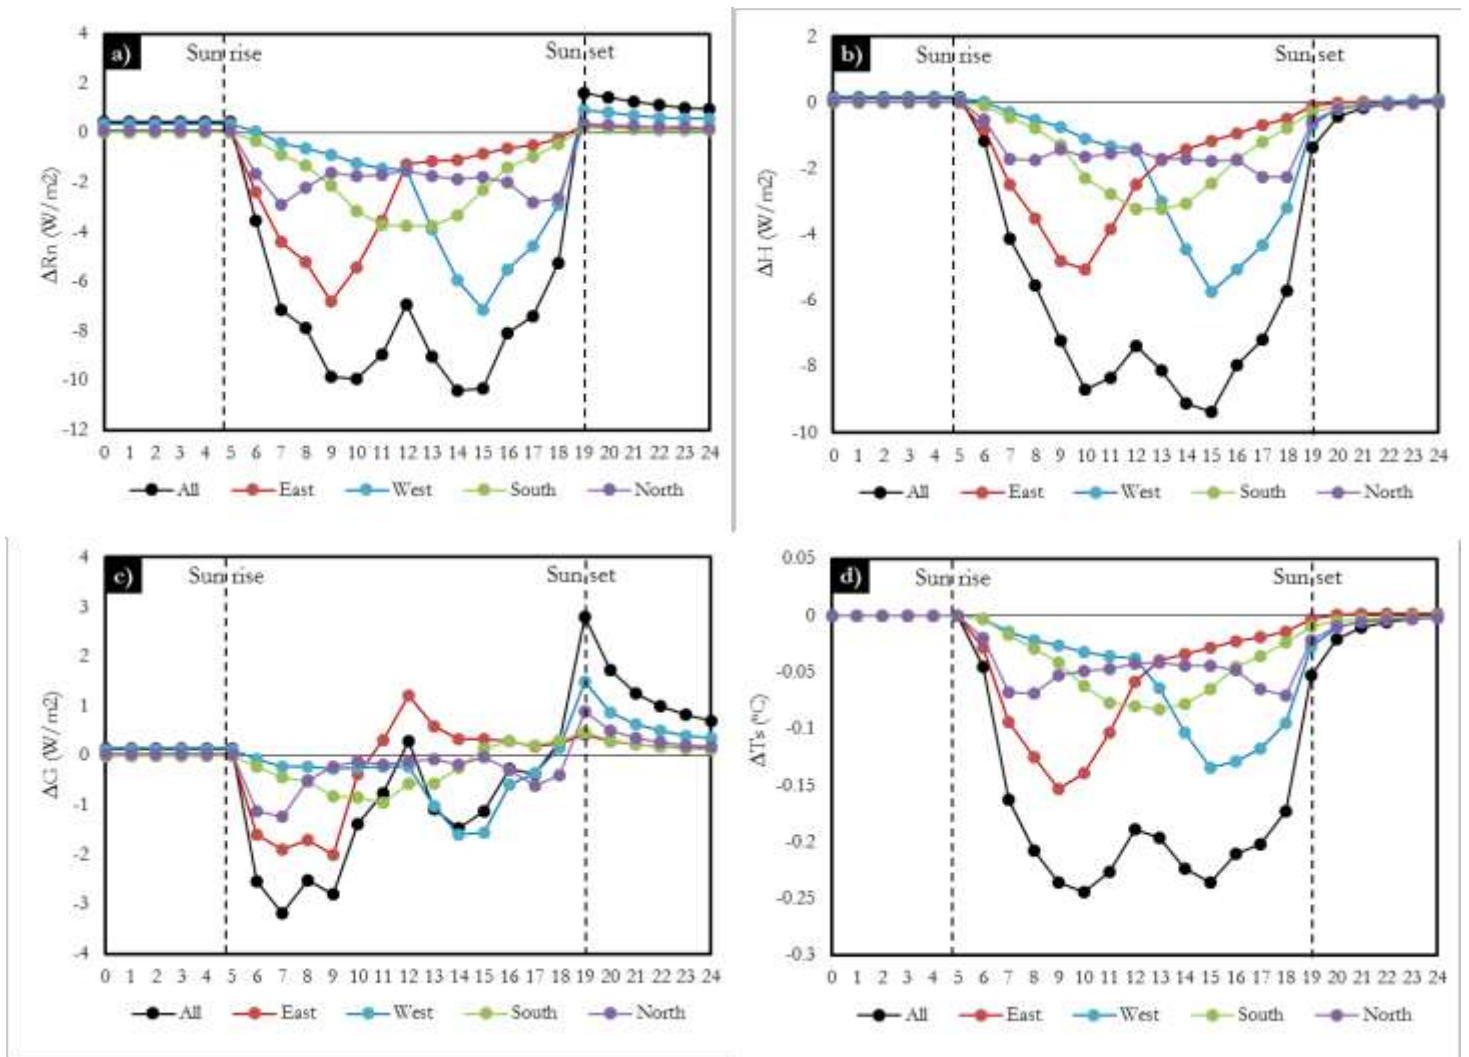 a)
Sun rise
Sun set
ΔRn (W/m2)
4
2
0
-2
-4
-6
-8
-10
-12
0 1 2 3 4 5 6 7 8 9 10 11 12 13 14 15 16 17 18 19 20 21 22 23 24
All East West South North
b)
Sun rise
Sun set
ΔH (W/m2)
2
0
-2
-4
-6
-8
-10
0 1 2 3 4 5 6 7 8 9 10 11 12 13 14 15 16 17 18 19 20 21 22 23 24
All East West South North
c)
Sun rise
Sun set
ΔG (W/m2)
4
3
2
1
0
-1
-2
-3
-4
0 1 2 3 4 5 6 7 8 9 10 11 12 13 14 15 16 17 18 19 20 21 22 23 24
All East West South North
d)
Sun rise
Sun set
ΔTs (°C)
0.05
0
-0.05
-0.1
-0.15
-0.2
-0.25
-0.3
0 1 2 3 4 5 6 7 8 9 10 11 12 13 14 15 16 17 18 19 20 21 22 23 24
All East West South North